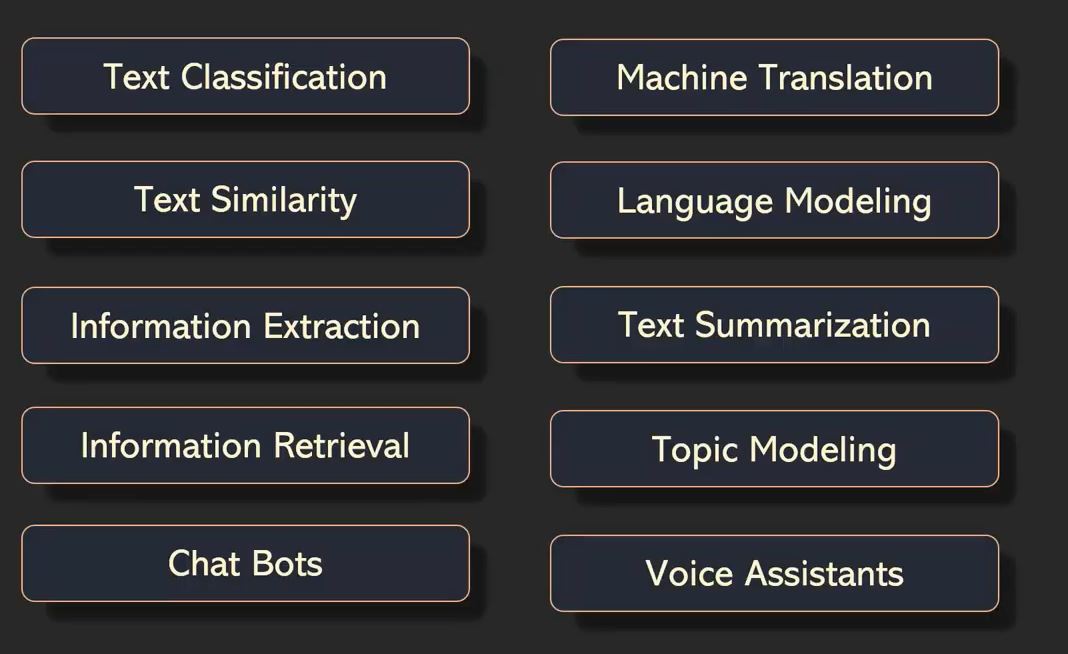 Text Classification
Machine Translation
Text Similarity
Language Modeling
Information Extraction
Text Summarization
Information Retrieval
Topic Modeling
Chat Bots
Voice Assistants